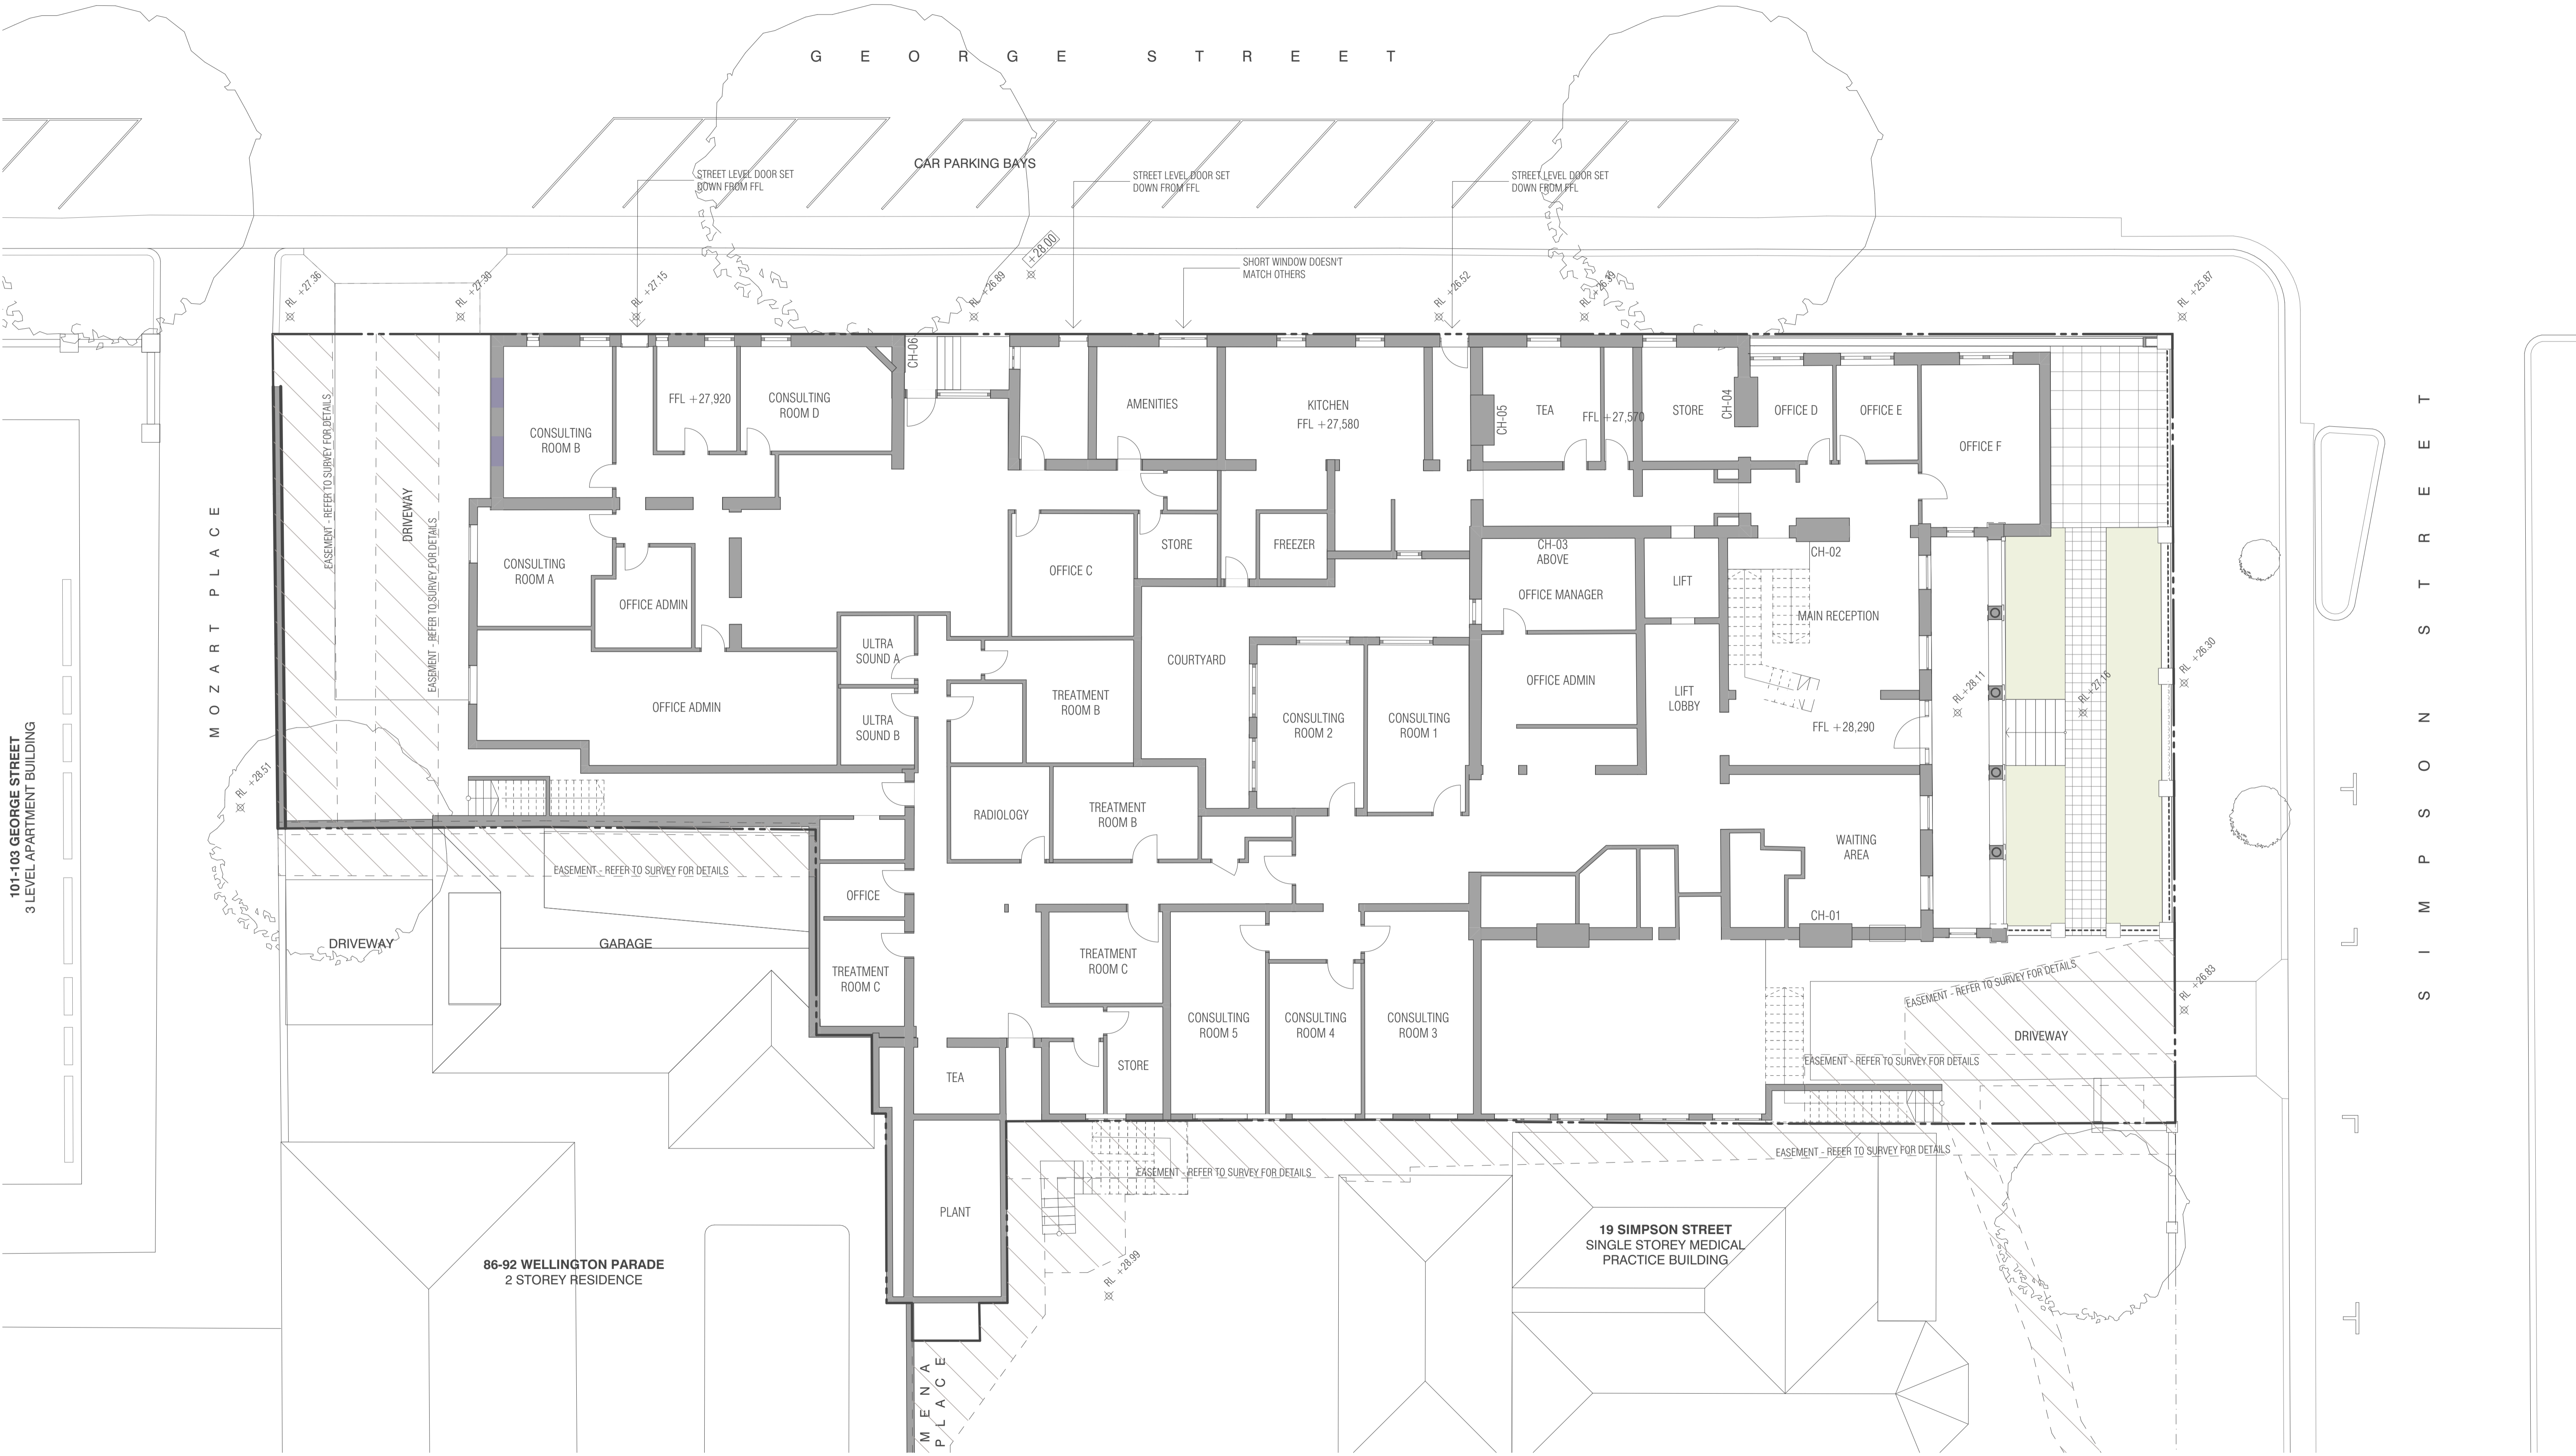 GEORGE STREET
CAR PARKING BAYS
STREET LEVEL DOOR SET
DOWN FROM FFL
STREET LEVEL DOOR SET
DOWN FROM FFL
STREET LEVEL DOOR SET
DOWN FROM FFL
SHORT WINDOW DOESN'T
MATCH OTHERS
RL +27.36
RL +27.30
RL +27.15
RL +26.89
+28.00
RL +26.52
RL +26.39
RL +25.87
CH-06
FFL +27,920
CONSULTING
ROOM D
AMENITIES
KITCHEN
FFL +27,580
CH-05
TEA
FFL +27,570
STORE
CH-04
OFFICE D
OFFICE E
OFFICE F
CONSULTING
ROOM B
EASEMENT - REFER TO SURVEY FOR DETAILS
DRIVEWAY
EASEMENT - REFER TO SURVEY FOR DETAILS
MOZART PLACE
SIMPSON STREET
CONSULTING
ROOM A
OFFICE ADMIN
OFFICE C
STORE
FREEZER
CH-03
ABOVE
OFFICE MANAGER
LIFT
CH-02
MAIN RECEPTION
ULTRA
SOUND A
COURTYARD
OFFICE ADMIN
LIFT
LOBBY
RL +28.11
RL +27.16
RL +26.30
OFFICE ADMIN
ULTRA
SOUND B
TREATMENT
ROOM B
CONSULTING
ROOM 2
CONSULTING
ROOM 1
FFL +28,290
101-103 GEORGE STREET
3 LEVEL APARTMENT BUILDING
RL +28.51
RADIOLOGY
TREATMENT
ROOM B
WAITING
AREA
EASEMENT - REFER TO SURVEY FOR DETAILS
OFFICE
CH-01
DRIVEWAY
GARAGE
TREATMENT
ROOM C
TREATMENT
ROOM C
CONSULTING
ROOM 5
CONSULTING
ROOM 4
CONSULTING
ROOM 3
EASEMENT - REFER TO SURVEY FOR DETAILS
RL +26.83
DRIVEWAY
EASEMENT - REFER TO SURVEY FOR DETAILS
TEA
STORE
EASEMENT - REFER TO SURVEY FOR DETAILS
EASEMENT - REFER TO SURVEY FOR DETAILS
PLANT
19 SIMPSON STREET
SINGLE STOREY MEDICAL
PRACTICE BUILDING
86-92 WELLINGTON PARADE
2 STOREY RESIDENCE
RL +28.99
MEANA
PLACE